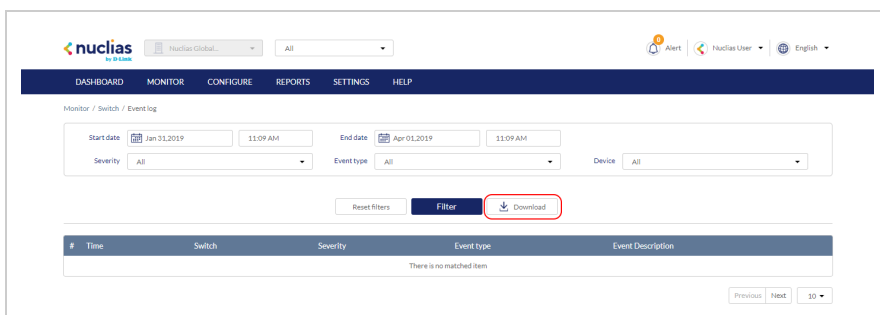 nuclias Nuclias Global... All 0 Alert Nuclias User English
by D-Link
DASHBOARD MONITOR CONFIGURE REPORTS SETTINGS HELP
Monitor / Switch / Event log
Start date Jan 31,2019 11:09 AM End date Apr 01,2019 11:09 AM
Severity All Event type All Device All
Reset filters Filter Download
# Time Switch Severity Event type Event Description
There is no matched item
Previous Next 10